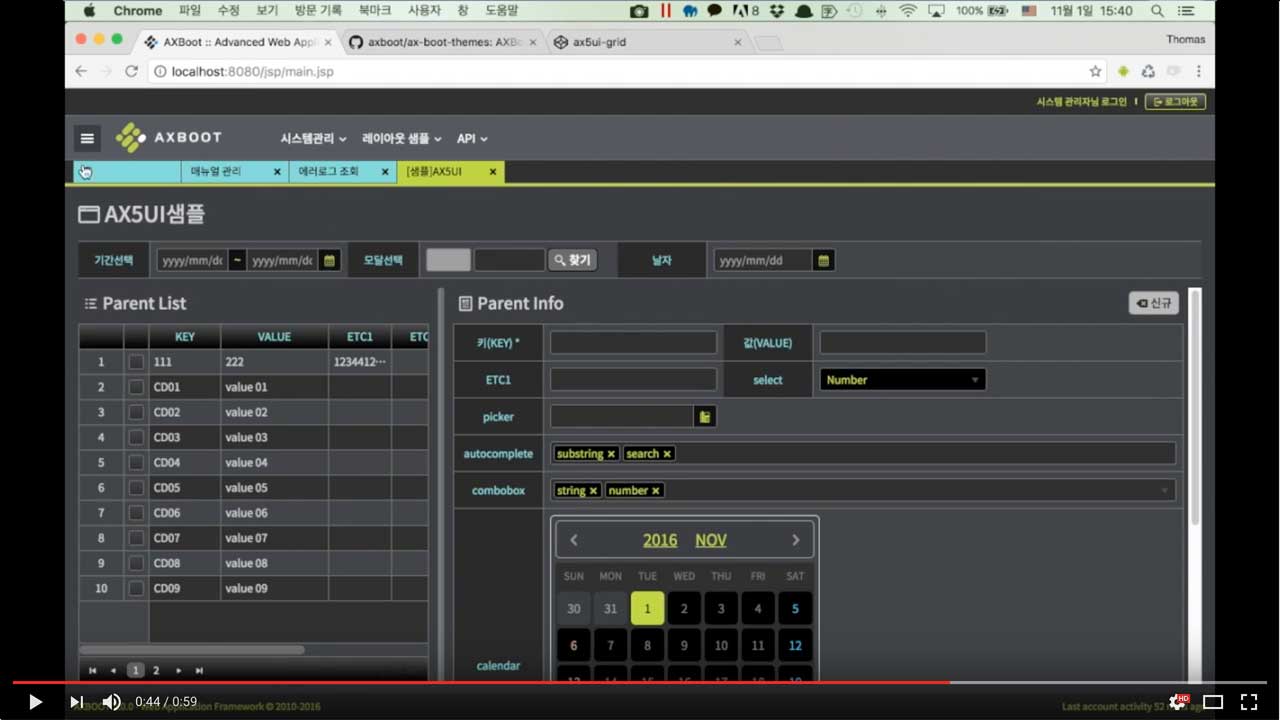 Chrome 파일 수정 보기 방문 기록 북마크 사용자 창 도움말 8 100% 11월 1일 15:40
AXBoot :: Advanced Web Appl × axboot/ax-boot-themes: AXBo × ax5ui-grid × Thomas
localhost:8080/jsp/main.jsp
시스템 관리자님 로그인 로그아웃
AXBOOT 시스템관리 레이아웃 샘플 API
매뉴얼 관리 × 에러로그 조회 × [샘플]AX5UI ×
AX5UI샘플
기간선택 yyyy/mm/dd ~ yyyy/mm/dd 모달선택 찾기 날자 yyyy/mm/dd
Parent List
KEY VALUE ETC1 ETC
1 111 222 1234412···
2 CD01 value 01
3 CD02 value 02
4 CD03 value 03
5 CD04 value 04
6 CD05 value 05
7 CD06 value 06
8 CD07 value 07
9 CD08 value 08
10 CD09 value 09
1 2
Parent Info 신규
키(KEY) * 값(VALUE)
ETC1 select Number
picker
autocomplete substring × search ×
combobox string × number ×
calendar
2016 NOV
SUN MON TUE WED THU FRI SAT
30 31 1 2 3 4 5
6 7 8 9 10 11 12
0:44 / 0:59 HD
Web Application Framework © 2010-2016 Last account activity 52